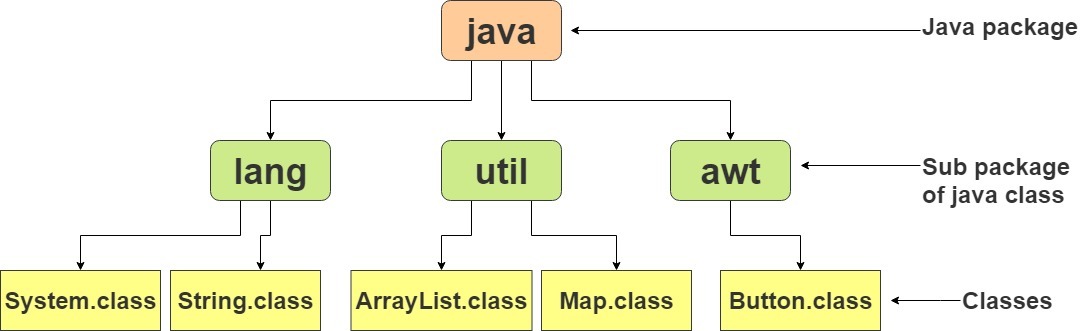 java
Java package
lang
util
awt
Sub package
of java class
System.class
String.class
ArrayList.class
Map.class
Button.class
Classes